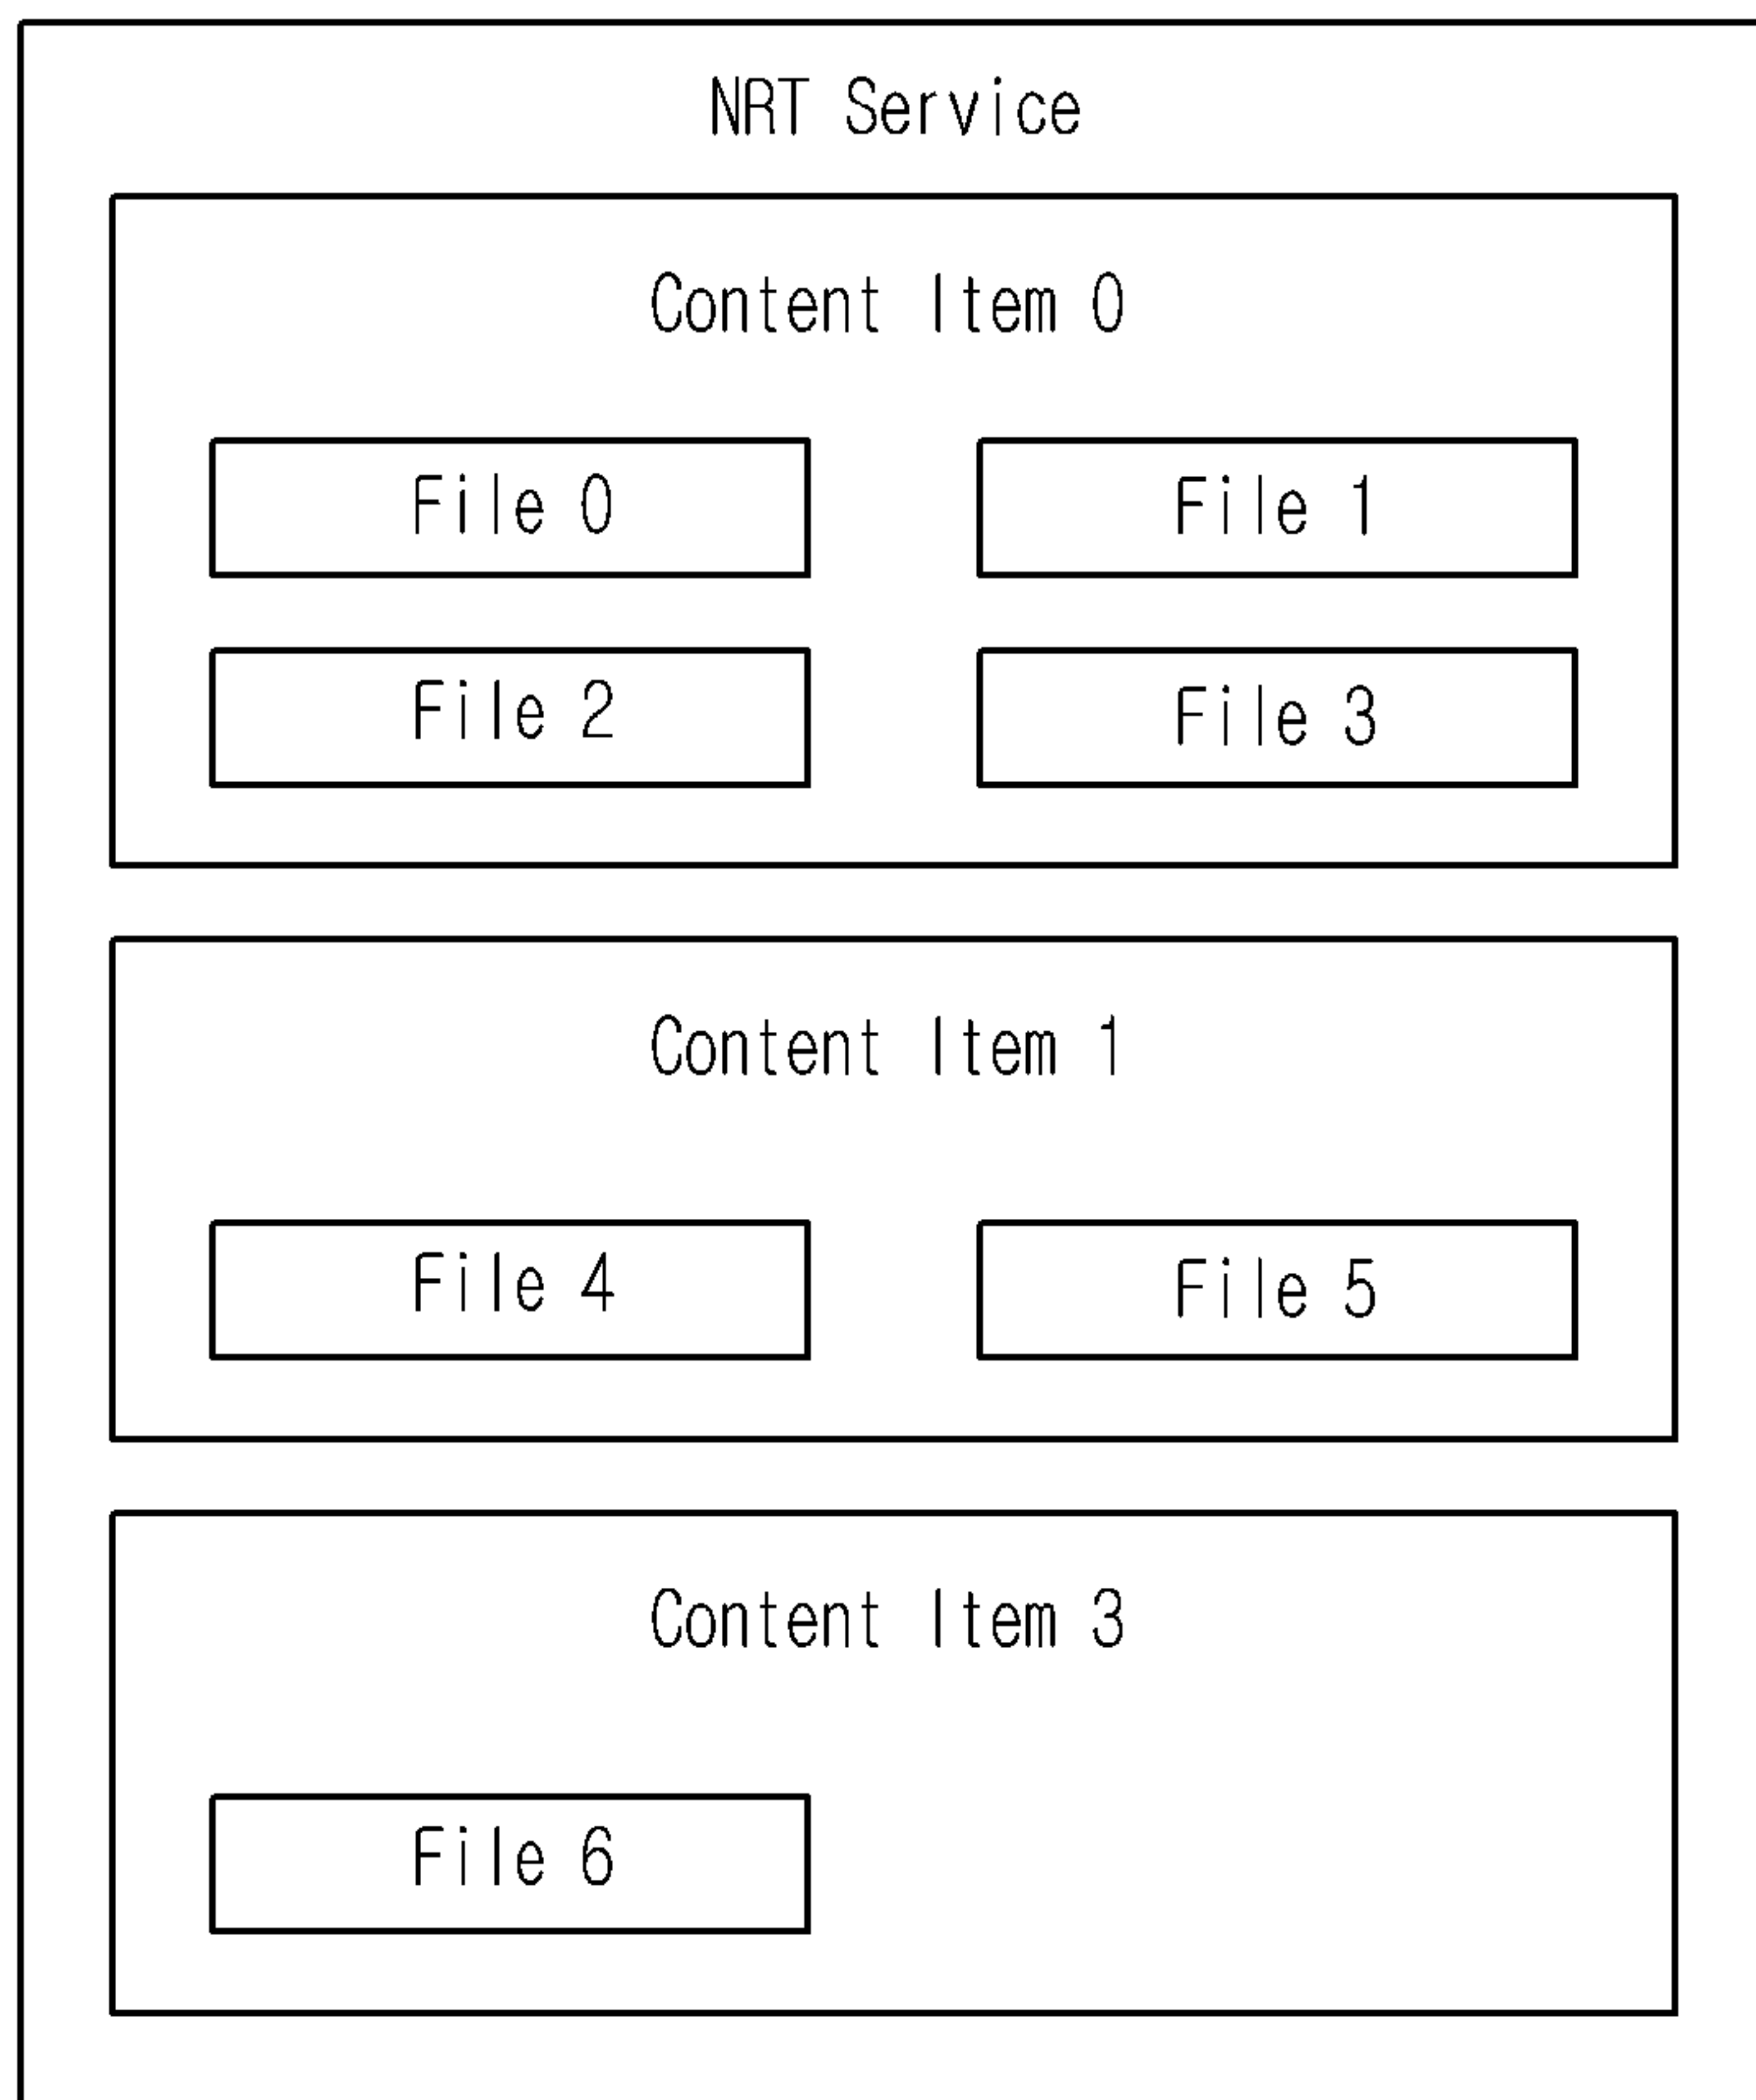 NRT Service
Content Item 0
File 0
File 1
File 2
File 3
Content Item 1
File 4
File 5
Content Item 3
File 6